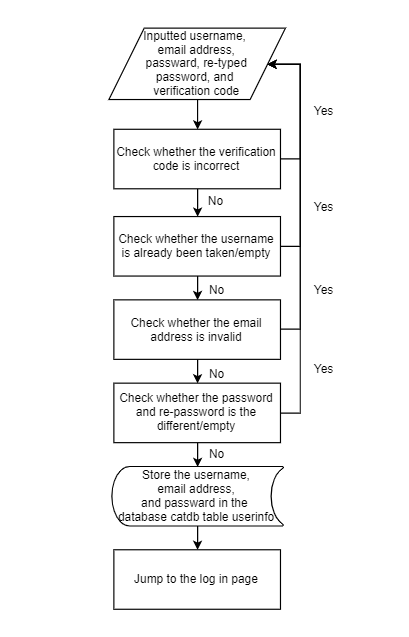 Inputted username,
email address,
passward, re-typed
password, and
verification code
Yes
Check whether the verification
code is incorrect
No
Yes
Check whether the username
is already been taken/empty
No
Yes
Check whether the email
address is invalid
No
Yes
Check whether the password
and re-password is the
different/empty
No
Store the username,
email address,
and passward in the
database catdb table userinfo
Jump to the log in page